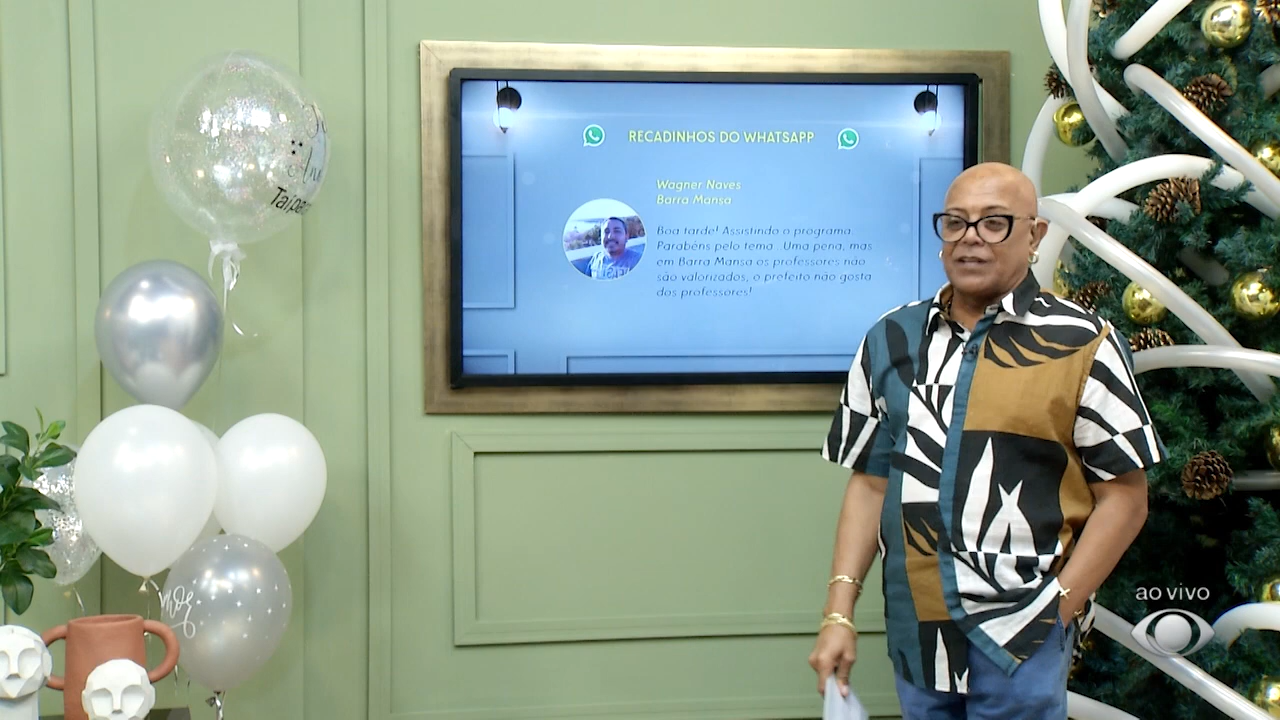 RECADINHOS DO WHATSAPP
Wagner Naves
Barra Mansa
Boa tarde! Assistindo o programa.
Parabéns pelo tema . Uma pena, mas
em Barra Mansa os professores não
são valorizados, o prefeito não gosta
dos professores!
ao vivo